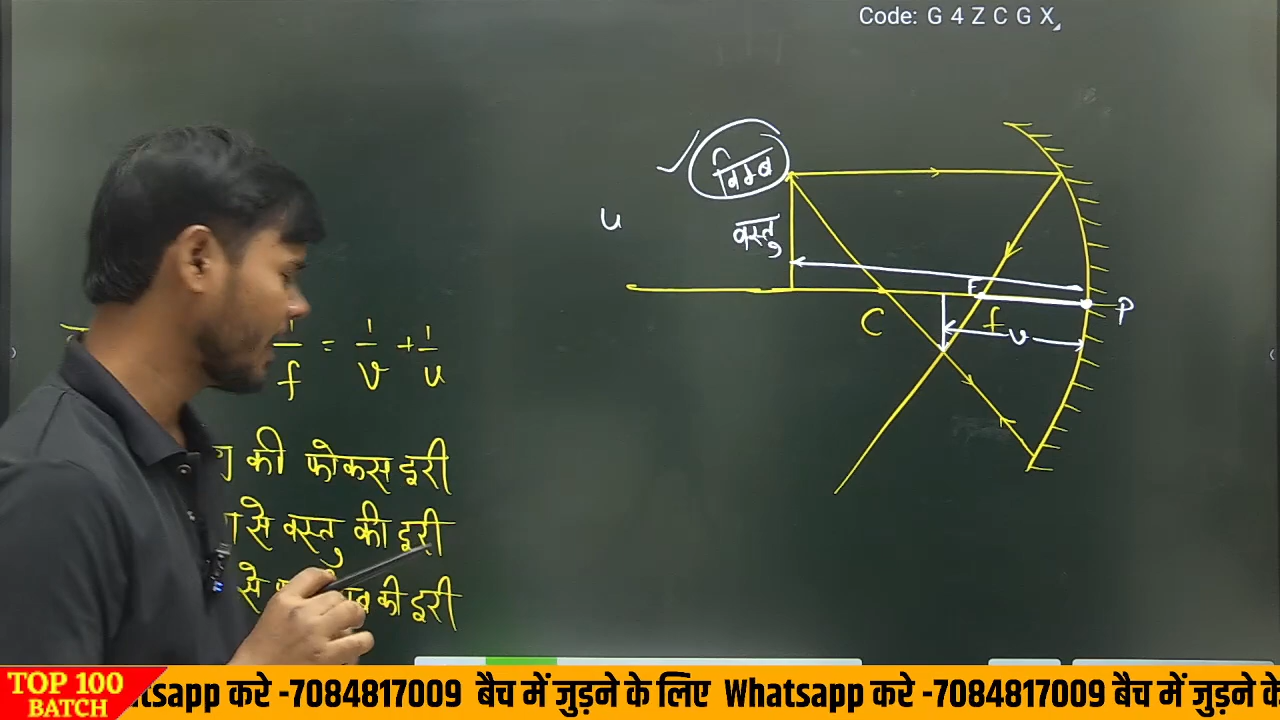 Code: G 4 Z C G X
बिम्ब
u
वस्तु
F
P
C
f
v
1/f = 1/v + 1/u
की फोकस दूरी
से वस्तु की दूरी
से की दूरी
TOP 100
BATCH
tsapp करे -7084817009 बैच में जुड़ने के लिए Whatsapp करे -7084817009 बैच में जुड़ने के